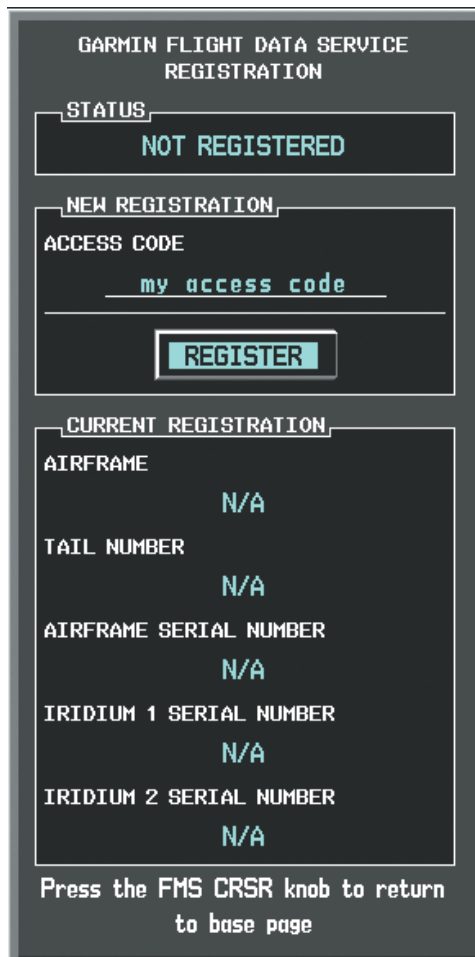 GARMIN FLIGHT DATA SERVICE
REGISTRATION
STATUS
NOT REGISTERED
NEW REGISTRATION
ACCESS CODE
my access code
REGISTER
CURRENT REGISTRATION
AIRFRAME
N/A
TAIL NUMBER
N/A
AIRFRAME SERIAL NUMBER
N/A
IRIDIUM 1 SERIAL NUMBER
N/A
IRIDIUM 2 SERIAL NUMBER
N/A
Press the FMS CRSR knob to return
to base page